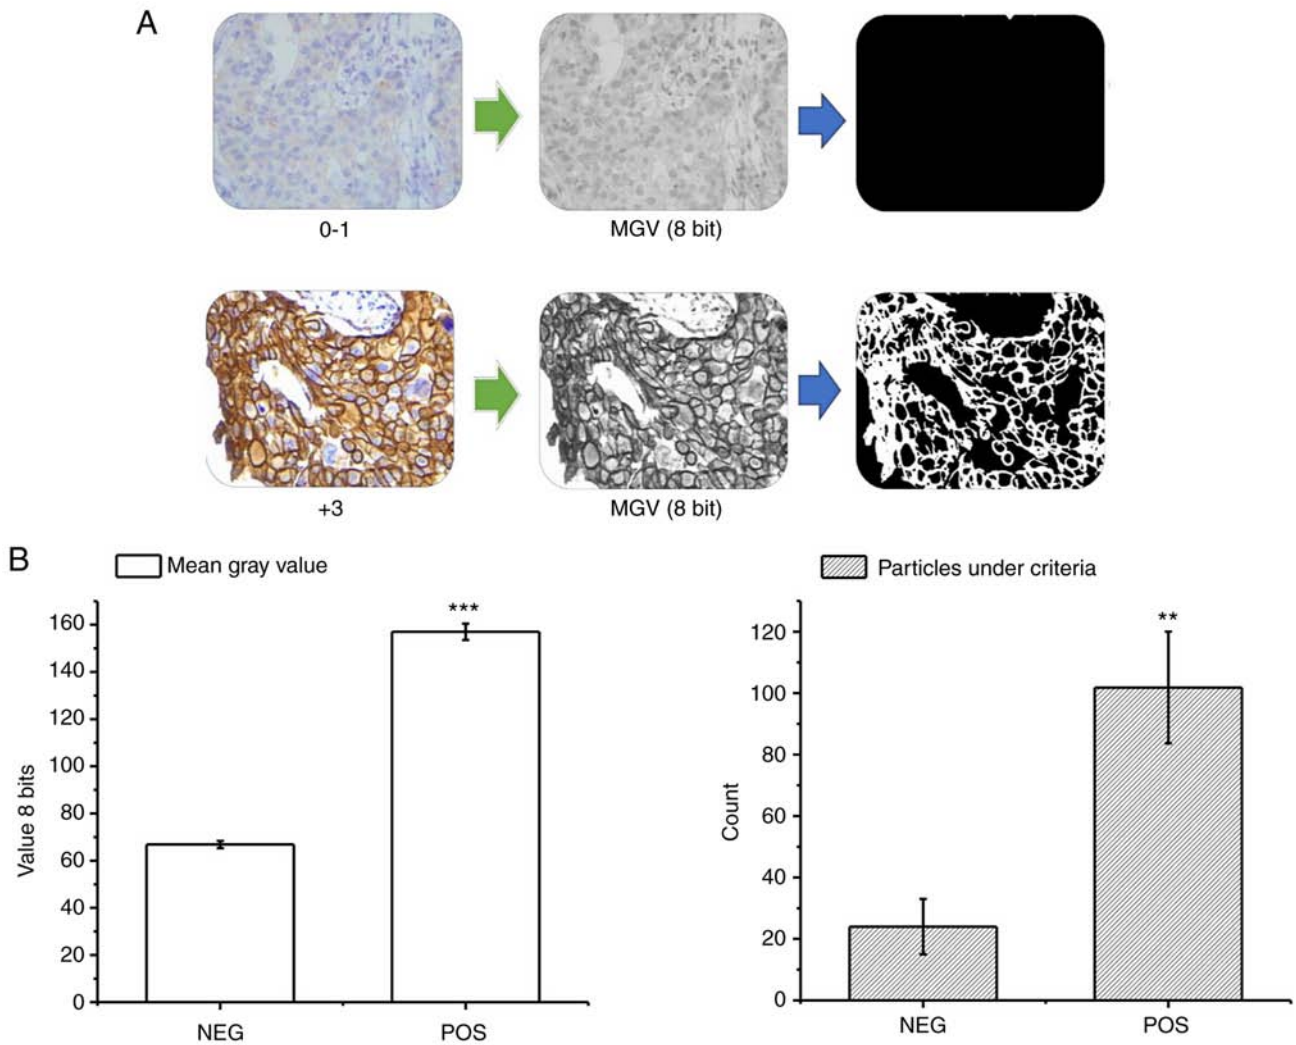 A
0-1
MGV (8 bit)
+3
MGV (8 bit)
B
Mean gray value
Value 8 bits
160
140
120
100
80
60
40
20
0
***
NEG
POS
Particles under criteria
Count
120
100
80
60
40
20
0
**
NEG
POS